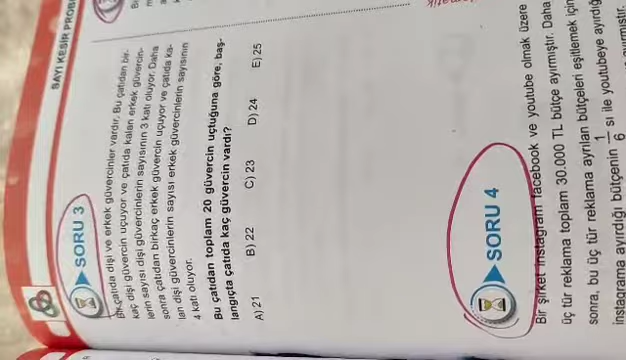 SAYI KESİR PROB
SORU 3
Bir çatıda dişi ve erkek güvercinler vardır. Bu çatıdan bir-
kaç dişi güvercin uçuyor ve çatıda kalan erkek güvercin-
lerin sayısı dişi güvercinlerin sayısının 3 katı oluyor. Daha
sonra çatıdan birkaç erkek güvercin uçuyor ve çatıda ka-
lan dişi güvercinlerin sayısı erkek güvercinlerin sayısının
4 katı oluyor.
Bu çatıdan toplam 20 güvercin uçtuğuna göre, baş-
langıçta çatıda kaç güvercin vardı?
A) 21 B) 22 C) 23 D) 24 E) 25
SORU 4
Bir şirket instagram facebook ve youtube olmak üzere
üç tür reklama toplam 30.000 TL bütçe ayırmıştır. Daha
sonra, bu üç tür reklama ayrılan bütçeleri eşitlemek için
instagrama ayırdığı bütçenin 1/6 sı ile youtubeye ayırdığ